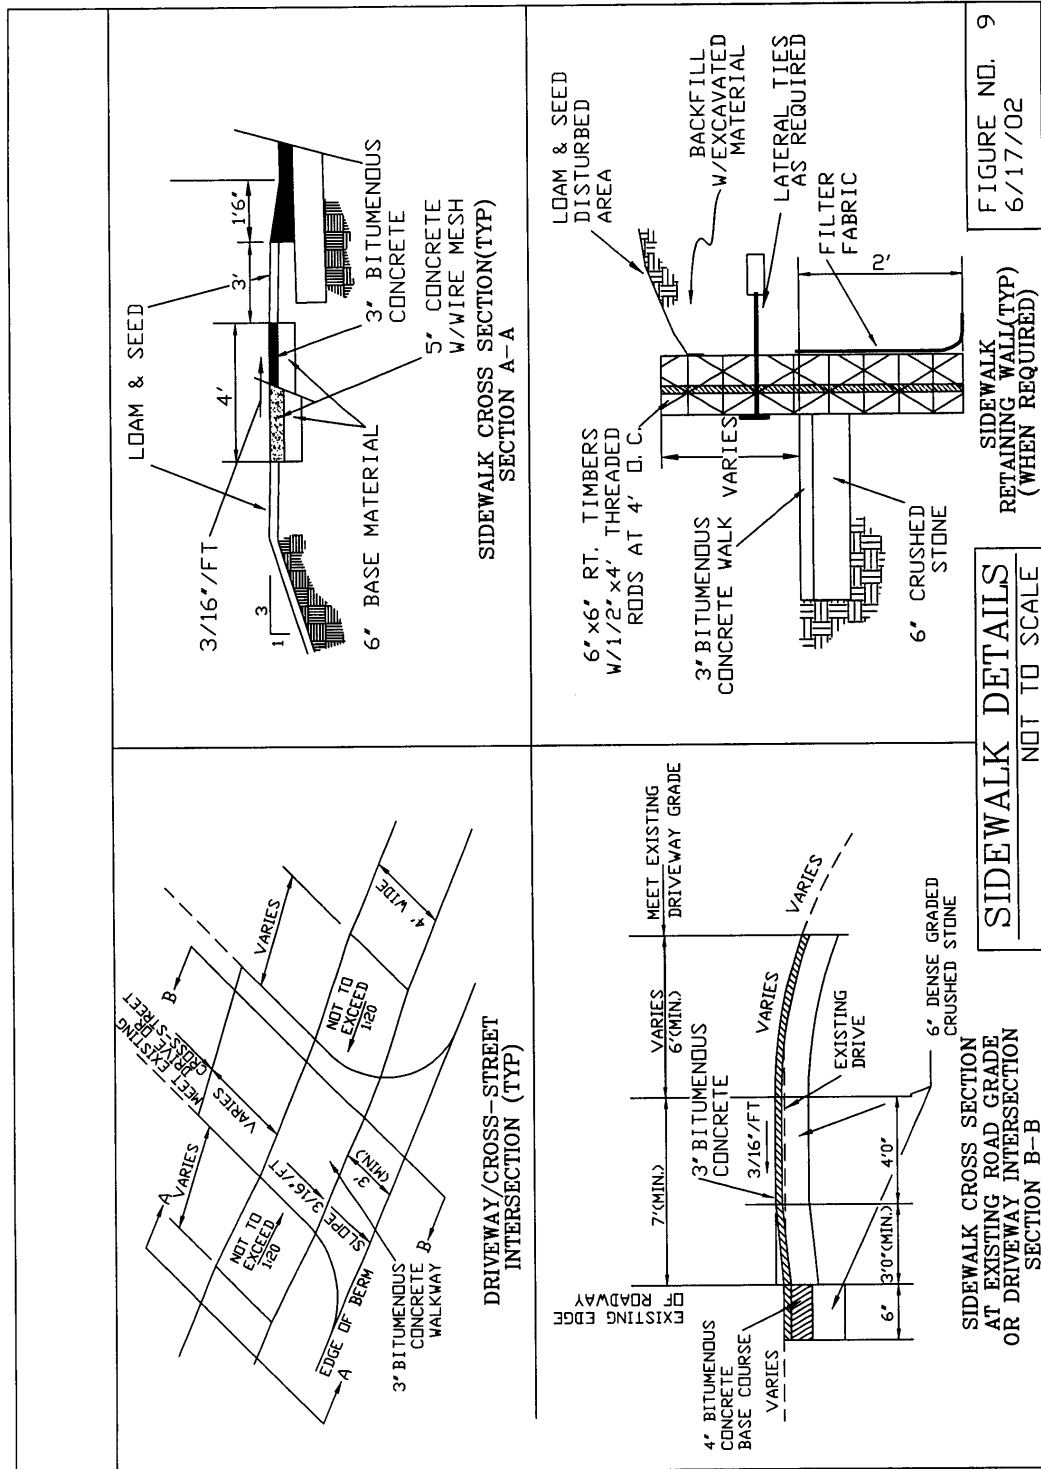 MEET EXISTING
DRIVE OR
CROSS-STREET
VARIES
VARIES
VARIES
A
A
B
B
NOT TO
EXCEED
1:20
NOT TO
EXCEED
1:20
4' WIDE
3/16"/FT
SLOPE
3'
(MIN.)
EDGE OF BERM
3" BITUMENOUS
CONCRETE
WALKWAY
DRIVEWAY/CROSS-STREET
INTERSECTION (TYP)
LOAM & SEED
3/16"/FT
4'
3'
1'6"
3
1
6" BASE MATERIAL
3" BITUMENOUS
CONCRETE
5' CONCRETE
W/WIRE MESH
SIDEWALK CROSS SECTION(TYP)
SECTION A-A
EXISTING EDGE
OF ROADWAY
7'(MIN.)
VARIES
6'(MIN.)
MEET EXISTING
DRIVEWAY GRADE
4' BITUMENOUS
CONCRETE
BASE COURSE
VARIES
3" BITUMENOUS
CONCRETE
3/16"/FT
VARIES
VARIES
EXISTING
DRIVE
6"
3'0"(MIN.)
4'0"
6" DENSE GRADED
CRUSHED STONE
SIDEWALK CROSS SECTION
AT EXISTING ROAD GRADE
OR DRIVEWAY INTERSECTION
SECTION B-B
6"x6" RT. TIMBERS
W/1/2"x4' THREADED
RODS AT 4' O.C.
LOAM & SEED
DISTURBED
AREA
BACKFILL
W/EXCAVATED
MATERIAL
LATERAL TIES
AS REQUIRED
3" BITUMENOUS
CONCRETE WALK
VARIES
FILTER
FABRIC
2'
6" CRUSHED
STONE
SIDEWALK
RETAINING WALL(TYP)
(WHEN REQUIRED)
SIDEWALK DETAILS
NOT TO SCALE
FIGURE NO. 9
6/17/02